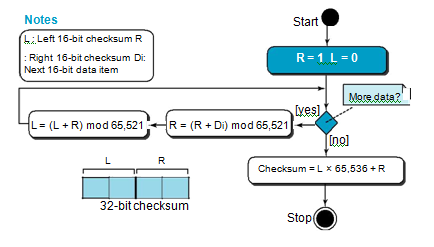 Notes
L : Left 16-bit checksum R
: Right 16-bit checksum Di:
Next 16-bit data item
Start
R = 1 L = 0
More data?
[yes]
L = (L + R) mod 65,521
R = (R + Di) mod 65,521
[no]
Checksum = L × 65,536 + R
L R
32-bit checksum
Stop